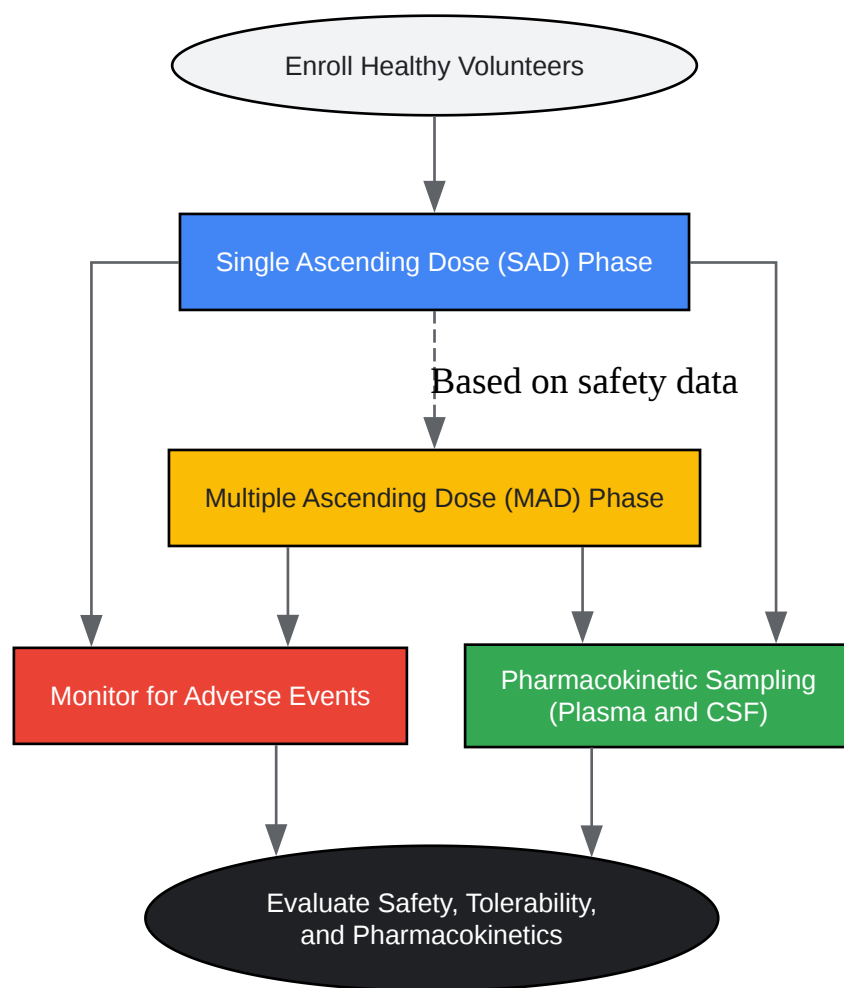 Enroll Healthy Volunteers
Single Ascending Dose (SAD) Phase
Based on safety data
Multiple Ascending Dose (MAD) Phase
Monitor for Adverse Events
Pharmacokinetic Sampling
(Plasma and CSF)
Evaluate Safety, Tolerability,
and Pharmacokinetics